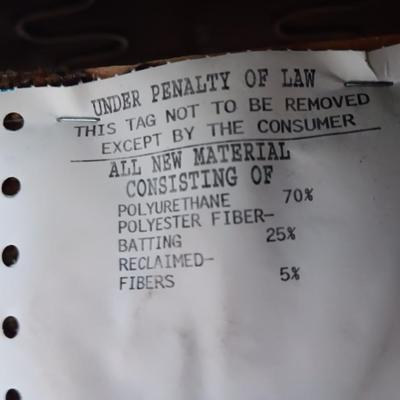 UNDER PENALTY OF LAW
THIS TAG NOT TO BE REMOVED
EXCEPT BY THE CONSUMER
ALL NEW MATERIAL
CONSISTING OF
POLYURETHANE 70%
POLYESTER FIBER-
BATTING 25%
RECLAIMED-
FIBERS 5%